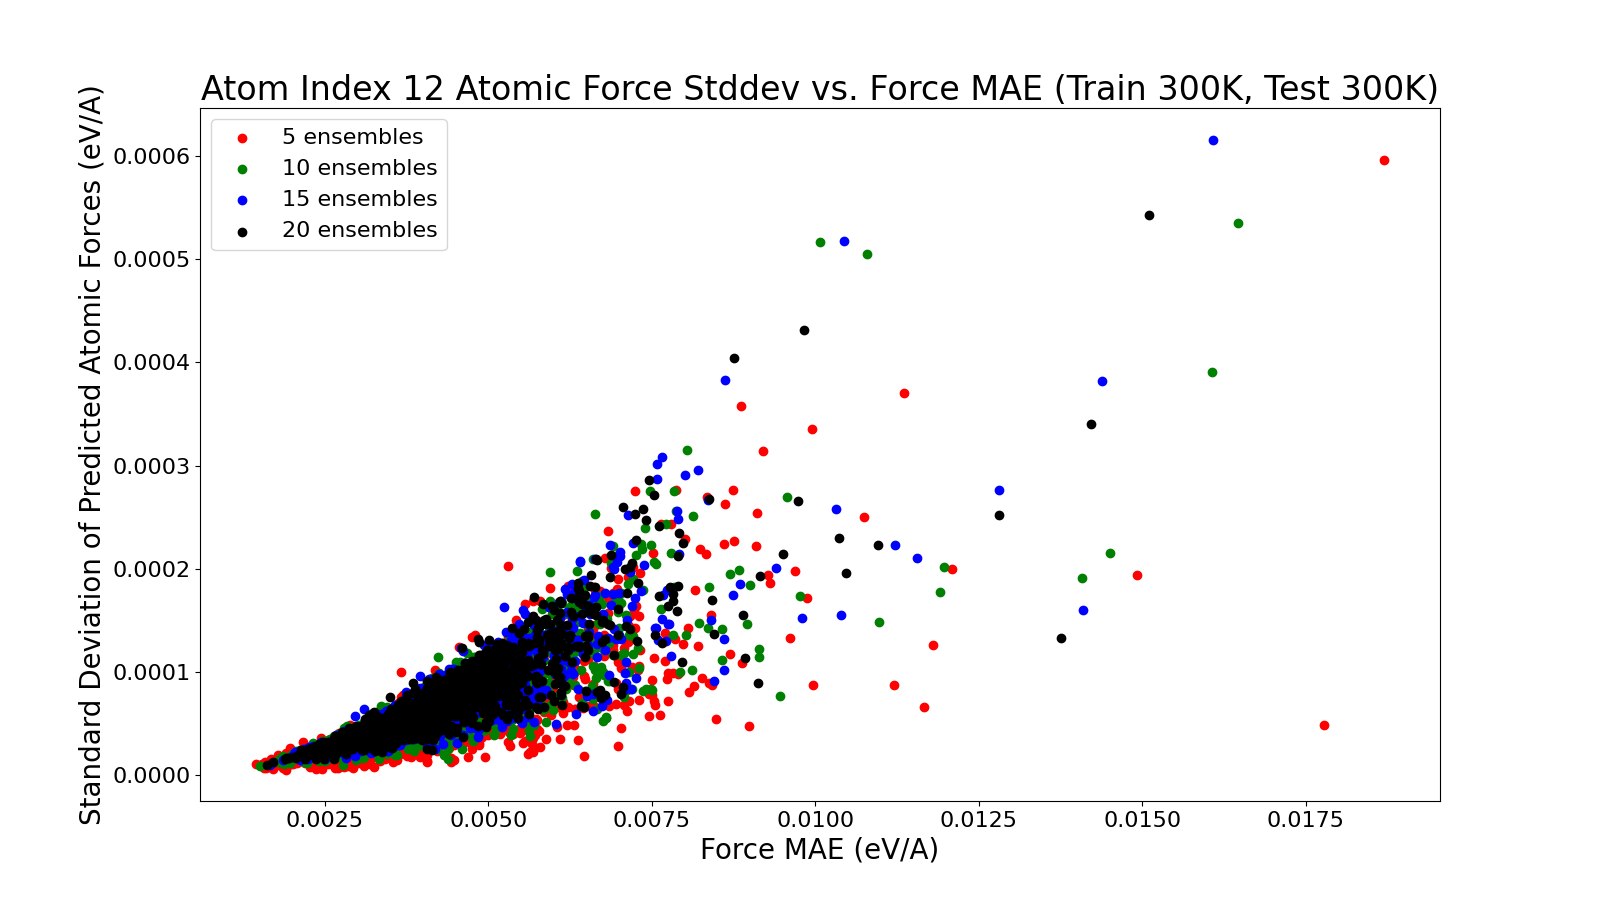 Atom Index 12 Atomic Force Stddev vs. Force MAE (Train 300K, Test 300K)
Standard Deviation of Predicted Atomic Forces (eV/A)
5 ensembles
10 ensembles
15 ensembles
20 ensembles
0.0006
0.0005
0.0004
0.0003
0.0002
0.0001
0.0000
0.0025 0.0050 0.0075 0.0100 0.0125 0.0150 0.0175
Force MAE (eV/A)